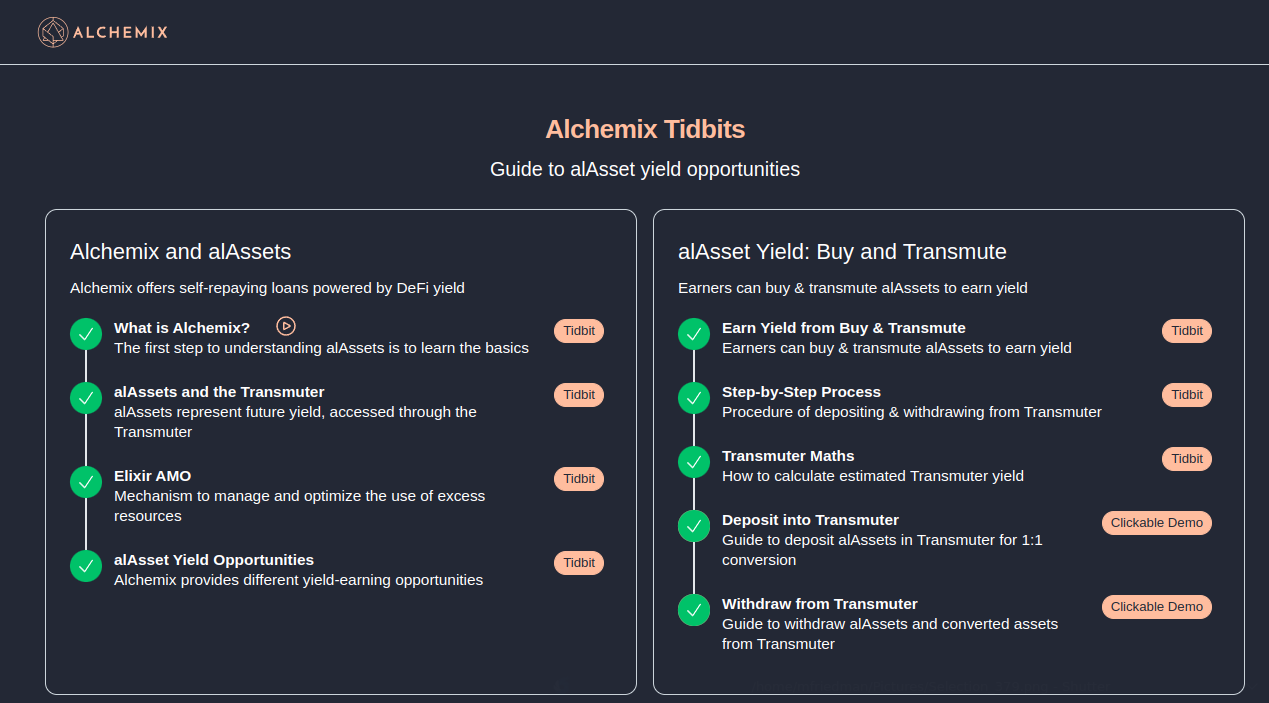 ALCHEMIX
Alchemix Tidbits
Guide to alAsset yield opportunities
Alchemix and alAssets
Alchemix offers self-repaying loans powered by DeFi yield
What is Alchemix?
Tidbit
The first step to understanding alAssets is to learn the basics
alAssets and the Transmuter
Tidbit
alAssets represent future yield, accessed through the
Transmuter
Elixir AMO
Tidbit
Mechanism to manage and optimize the use of excess
resources
alAsset Yield Opportunities
Tidbit
Alchemix provides different yield-earning opportunities
alAsset Yield: Buy and Transmute
Earners can buy & transmute alAssets to earn yield
Earn Yield from Buy & Transmute
Tidbit
Earners can buy & transmute alAssets to earn yield
Step-by-Step Process
Tidbit
Procedure of depositing & withdrawing from Transmuter
Transmuter Maths
Tidbit
How to calculate estimated Transmuter yield
Deposit into Transmuter
Clickable Demo
Guide to deposit alAssets in Transmuter for 1:1
conversion
Withdraw from Transmuter
Clickable Demo
Guide to withdraw alAssets and converted assets
from Transmuter